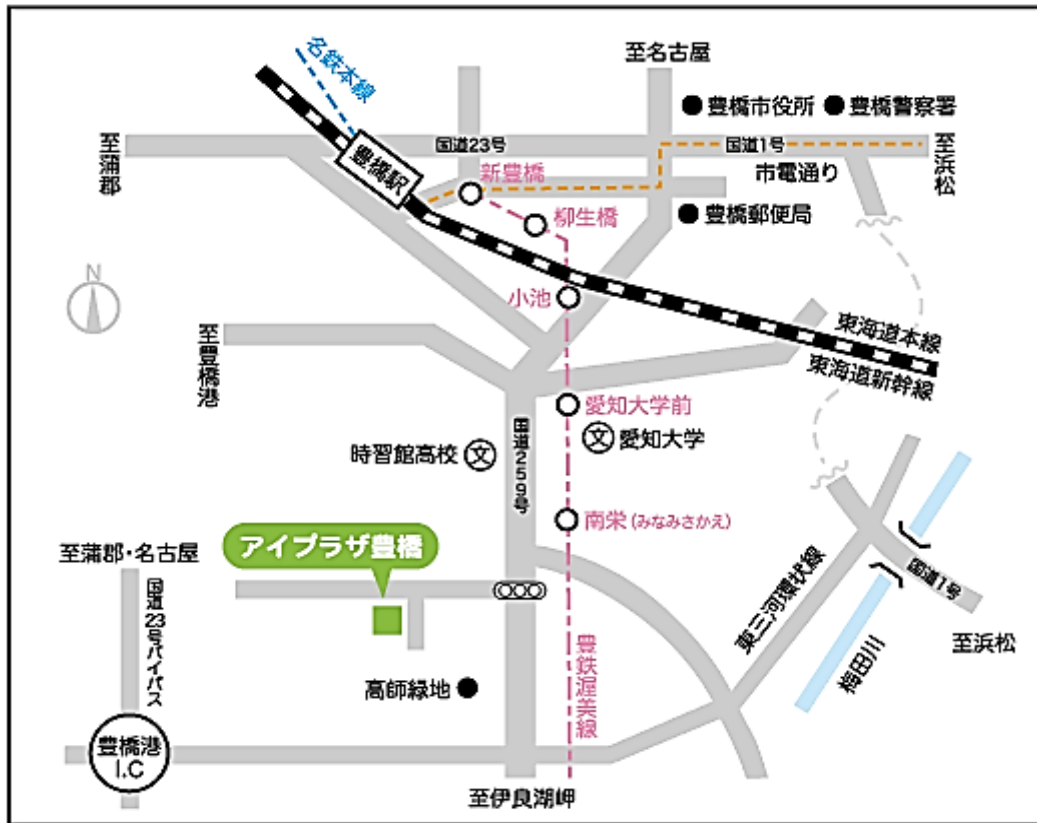 名鉄本線
至名古屋
豊橋市役所
豊橋警察署
至蒲郡
国道23号
国道1号
至浜松
豊橋駅
新豊橋
市電通り
柳生橋
豊橋郵便局
N
小池
東海道本線
東海道新幹線
至豊橋港
愛知大学前
文 愛知大学
時習館高校 文
国道259号
南栄(みなみさかえ)
アイプラザ豊橋
至蒲郡・名古屋
国道23号バイパス
東三河環状線
国道1号
至浜松
梅田川
豊鉄渥美線
高師緑地
豊橋港
I.C
至伊良湖岬